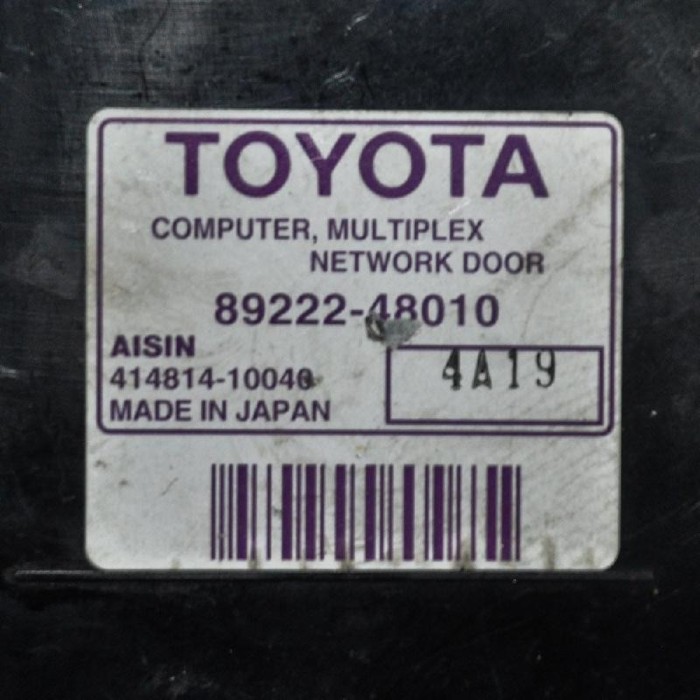 TOYOTA
COMPUTER, MULTIPLEX
NETWORK DOOR
89222-48010
AISIN
414814-10040
MADE IN JAPAN
4A19